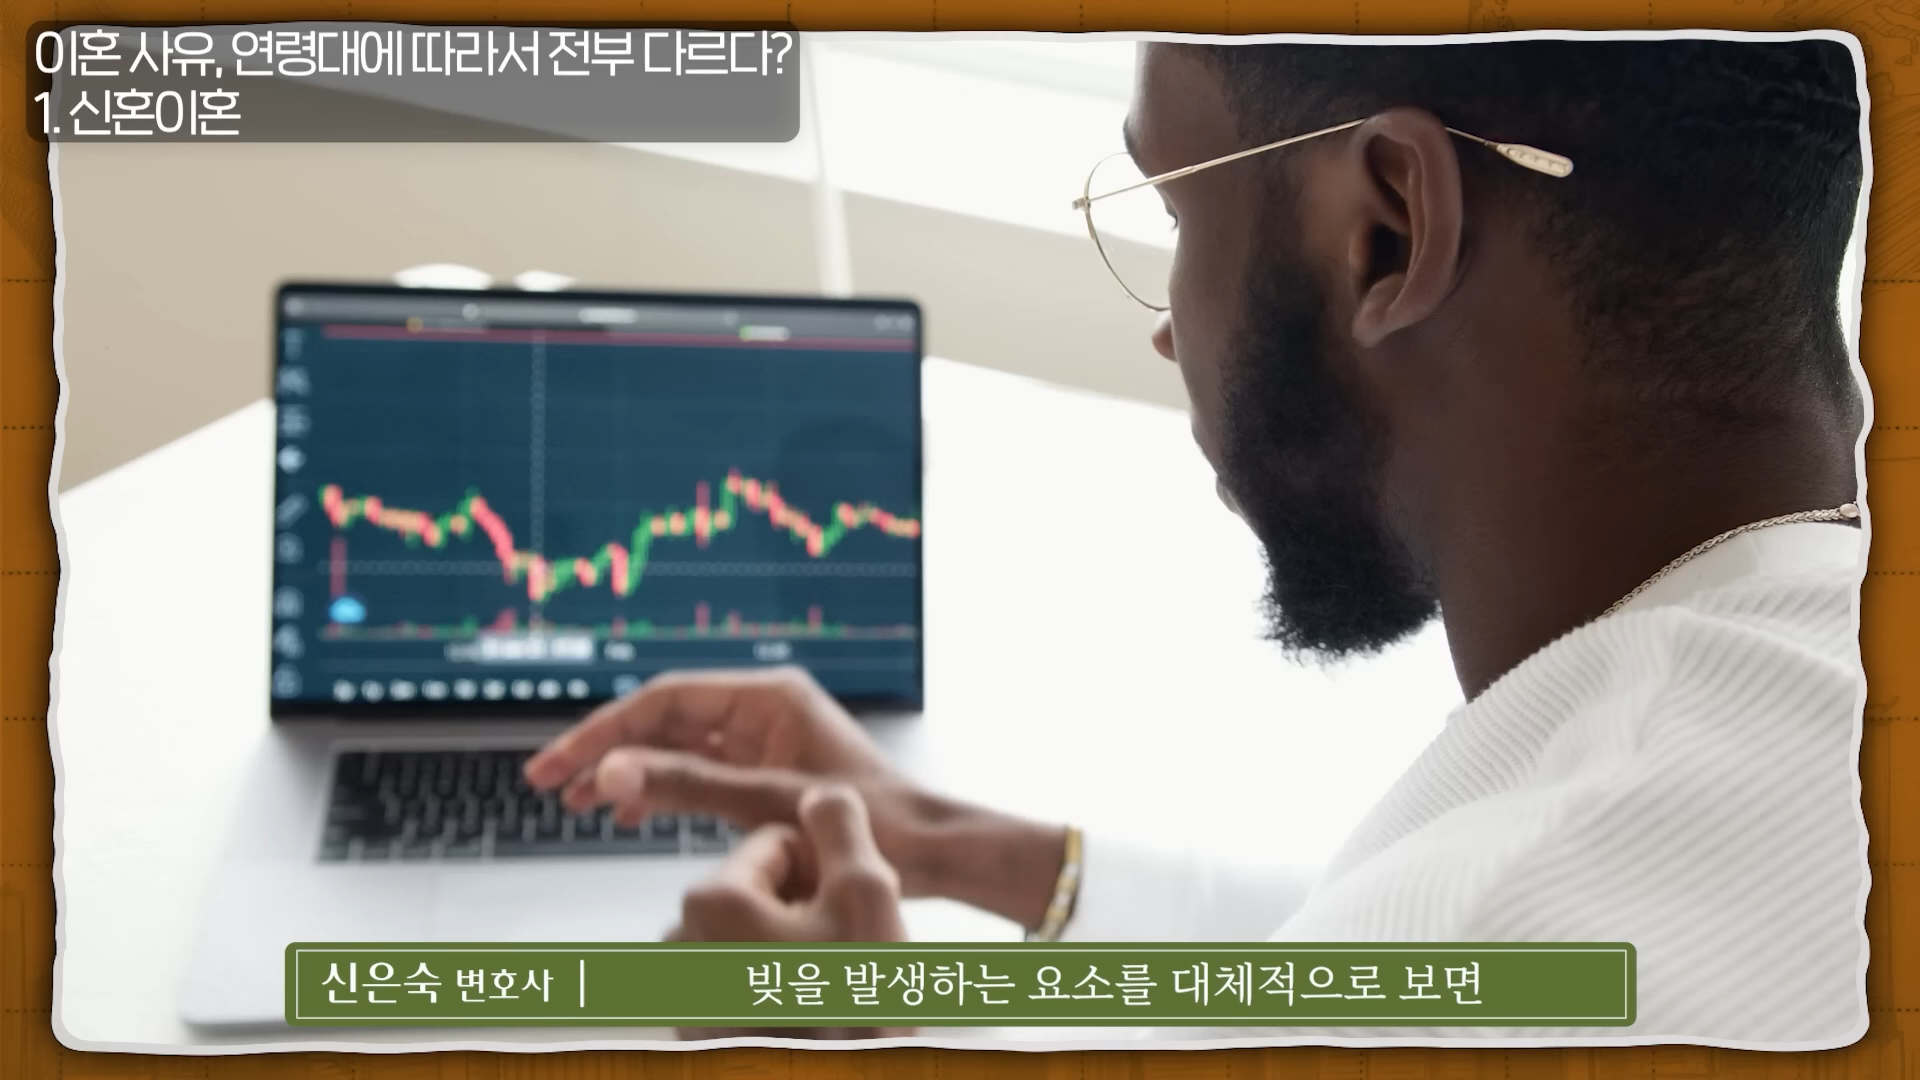 이혼 사유, 연령대에 따라서 전부 다르다?
1. 신혼이혼
신은숙 변호사 | 빚을 발생하는 요소를 대체적으로 보면